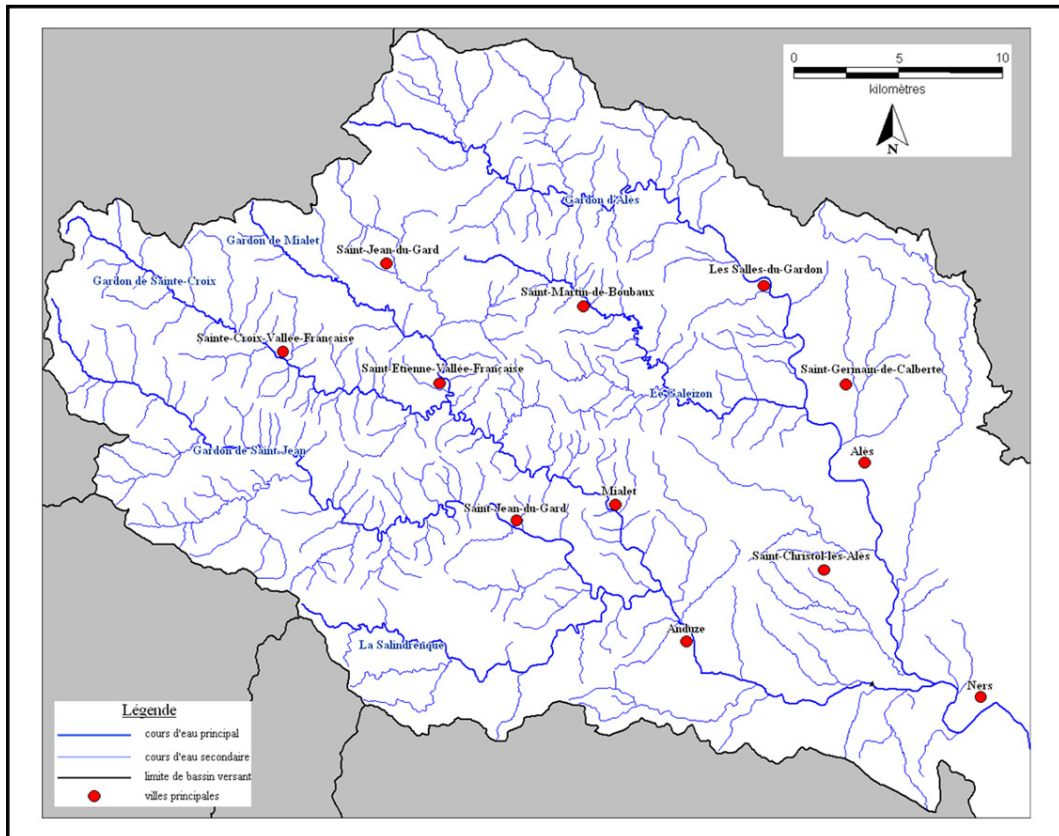 0 5 10
kilomètres
N
Gardon d'Alès
Gardon de Mialet
Saint-Jean-du-Gard
Gardon de Sainte-Croix
Les Salles-du-Gardon
Saint-Martin-de-Boubaux
Sainte-Croix-Vallée-Française
Saint-Etienne-Vallée-Française
Saint-Germain-de-Calberte
Le Galeizon
Gardon de Saint-Jean
Alès
Mialet
Saint-Jean-du-Gard
Saint-Christol-lès-Alès
Anduze
La Salindrenque
Ners
Légende
cours d'eau principal
cours d'eau secondaire
limite de bassin versant
villes principales